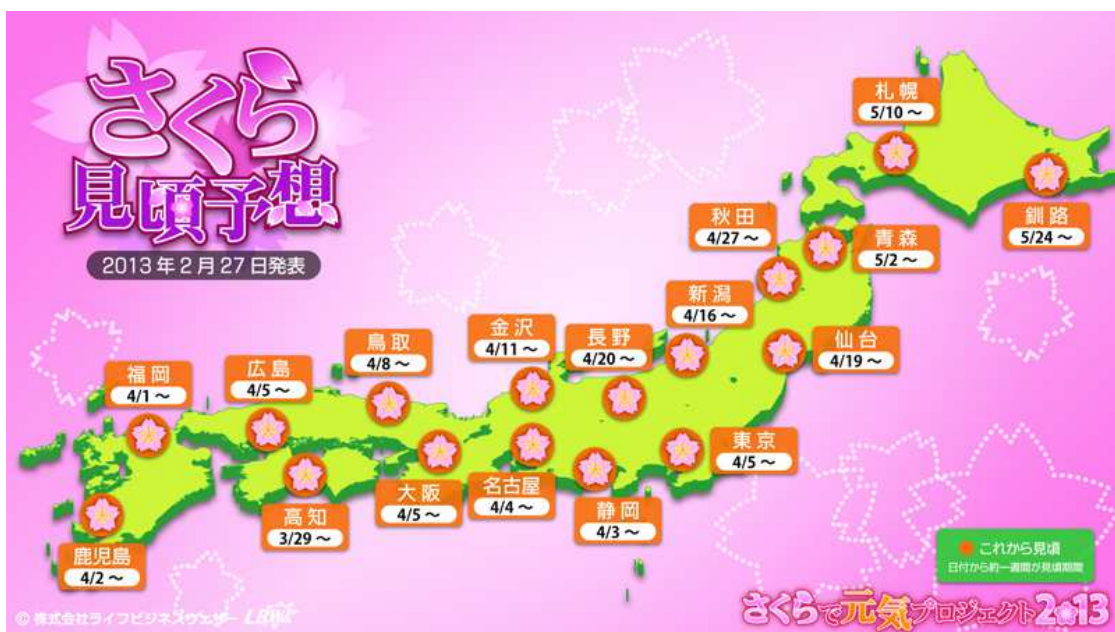 さくら
見頃予想
2013年2月27日発表
札幌
5/10～
釧路
5/24～
秋田
4/27～
青森
5/2～
新潟
4/16～
仙台
4/19～
金沢
4/11～
長野
4/20～
鳥取
4/8～
広島
4/5～
福岡
4/1～
東京
4/5～
名古屋
4/4～
静岡
4/3～
大阪
4/5～
高知
3/29～
鹿児島
4/2～
これから見頃
日付から約一週間が見頃期間
さくらで元気プロジェクト2013
© 株式会社ライフビジネスウェザー